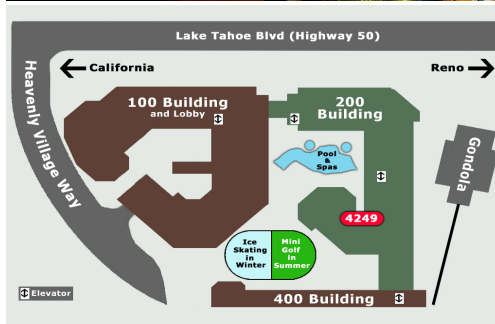 Lake Tahoe Blvd (Highway 50)
California
Reno
Heavenly Village Way
100 Building
and Lobby
200
Building
Pool
&
Spas
Gondola
4249
Ice
Skating
in
Winter
Mini
Golf
in
Summer
Elevator
400 Building